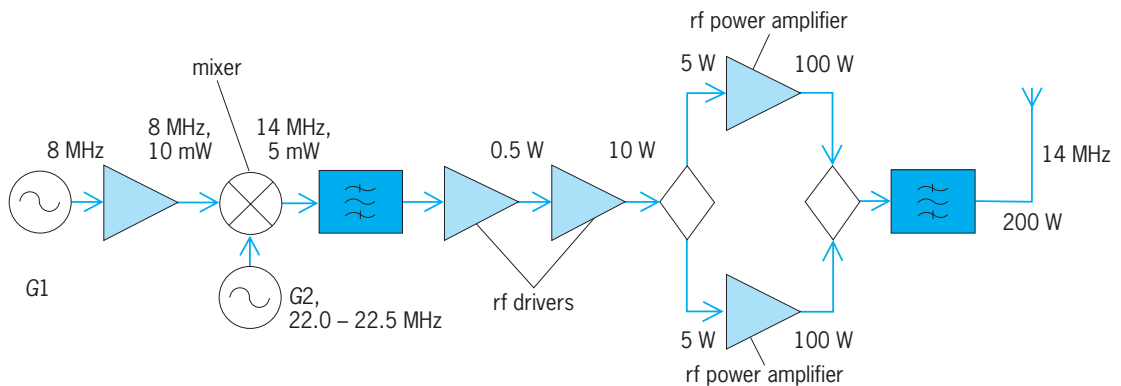 rf power amplifier
5 W
100 W
mixer
8 MHz
8 MHz,
10 mW
14 MHz,
5 mW
0.5 W
10 W
14 MHz
200 W
G1
G2,
22.0 – 22.5 MHz
rf drivers
5 W
100 W
rf power amplifier